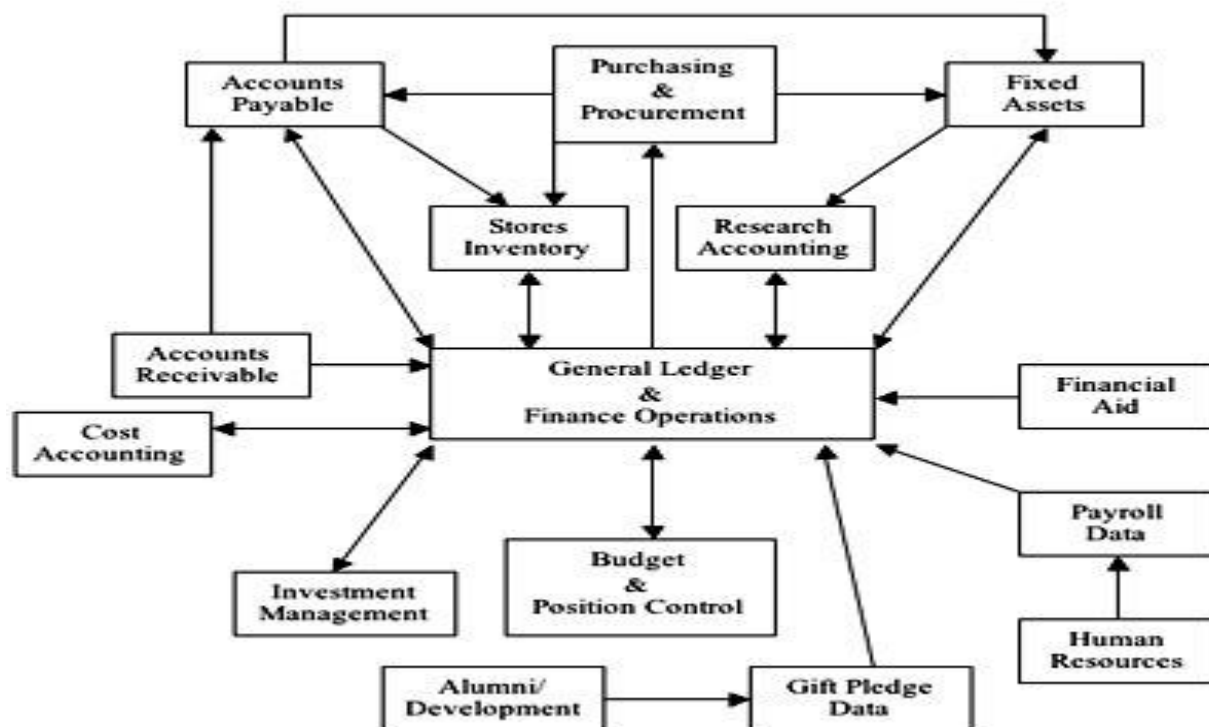 Accounts
Payable
Purchasing
&
Procurement
Fixed
Assets
Stores
Inventory
Research
Accounting
Accounts
Receivable
General Ledger
&
Finance Operations
Financial
Aid
Cost
Accounting
Payroll
Data
Investment
Management
Budget
&
Position Control
Human
Resources
Alumni/
Development
Gift Pledge
Data